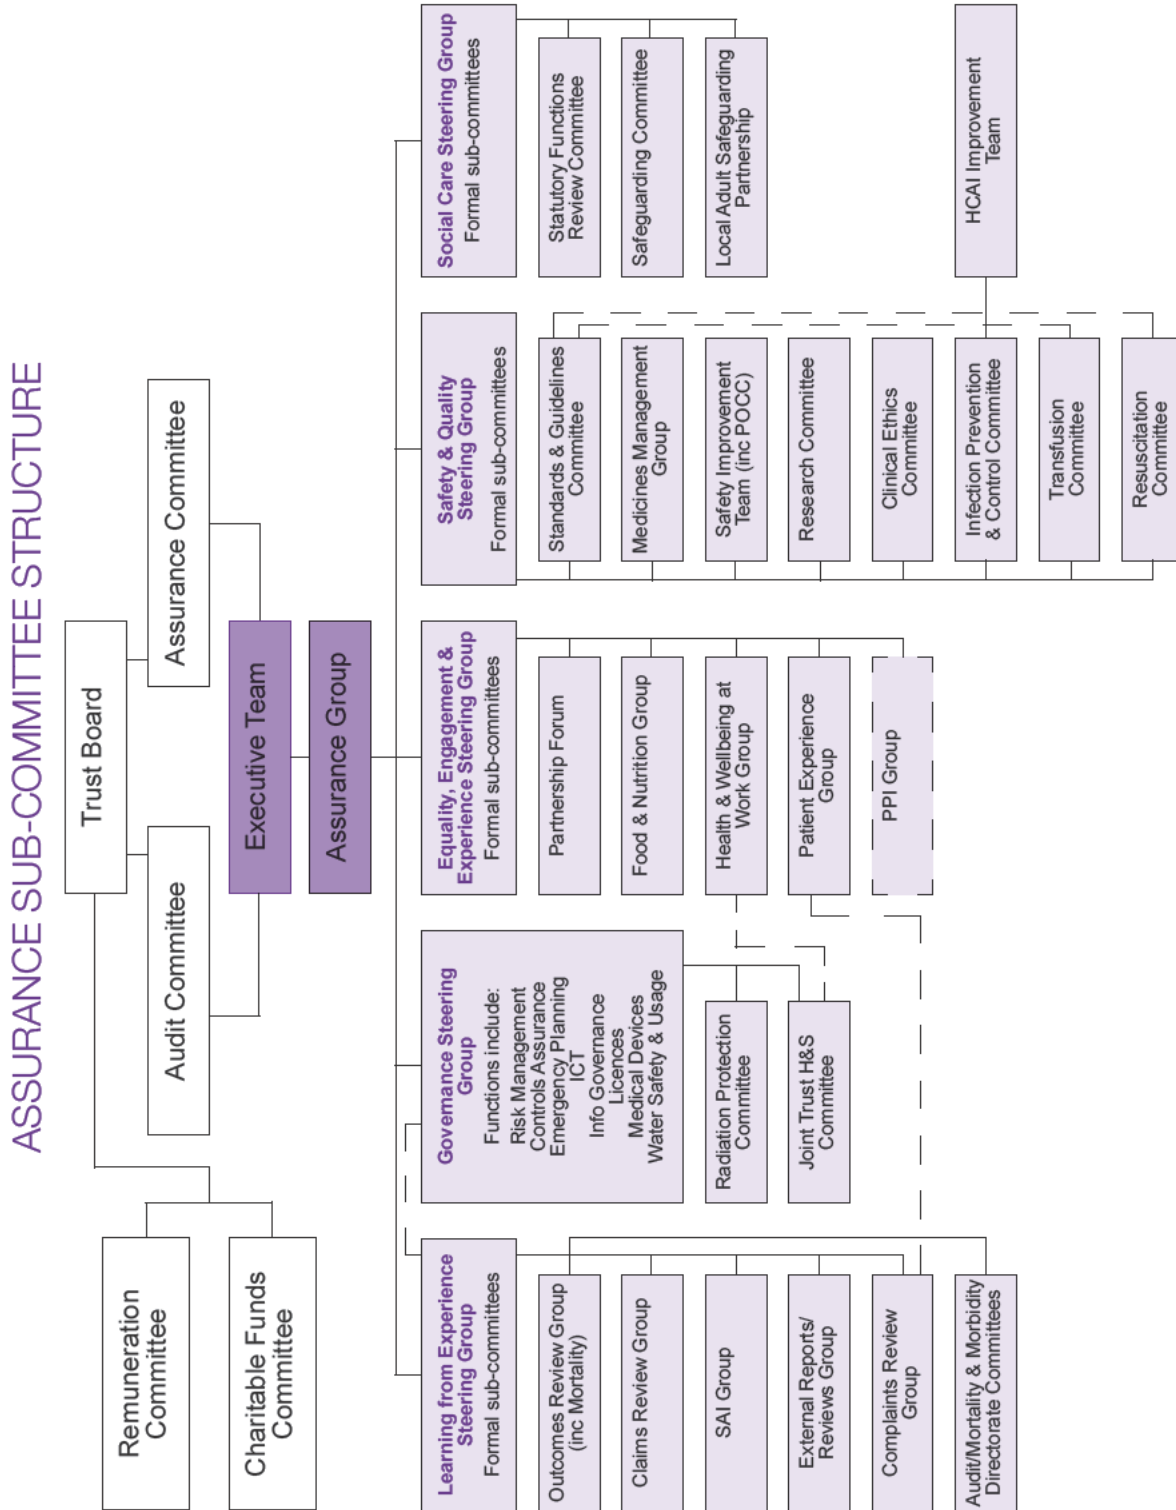 ASSURANCE SUB-COMMITTEE STRUCTURE
Trust Board
Remuneration
Committee
Charitable Funds
Committee
Audit Committee
Assurance Committee
Executive Team
Assurance Group
Learning from Experience
Steering Group
Formal sub-committees
Outcomes Review Group
(inc Mortality)
Claims Review Group
SAI Group
External Reports/
Reviews Group
Complaints Review
Group
Audit/Mortality & Morbidity
Directorate Committees
Governance Steering
Group
Functions include:
Risk Management
Controls Assurance
Emergency Planning
ICT
Info Governance
Licences
Medical Devices
Water Safety & Usage
Radiation Protection
Committee
Joint Trust H&S
Committee
Equality, Engagement &
Experience Steering Group
Formal sub-committees
Partnership Forum
Food & Nutrition Group
Health & Wellbeing at
Work Group
Patient Experience
Group
PPI Group
Safety & Quality
Steering Group
Formal sub-committees
Standards & Guidelines
Committee
Medicines Management
Group
Safety Improvement
Team (inc POCC)
Research Committee
Clinical Ethics
Committee
Infection Prevention
& Control Committee
Transfusion
Committee
Resuscitation
Committee
Social Care Steering Group
Formal sub-committees
Statutory Functions
Review Committee
Safeguarding Committee
Local Adult Safeguarding
Partnership
HCAI Improvement
Team